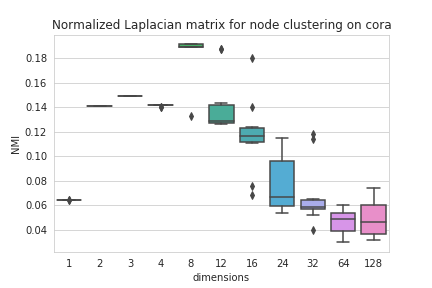 Normalized Laplacian matrix for node clustering on cora
0.18
0.16
0.14
0.12
0.10
0.08
0.06
0.04
NMI
1 2 3 4 8 12 16 24 32 64 128
dimensions